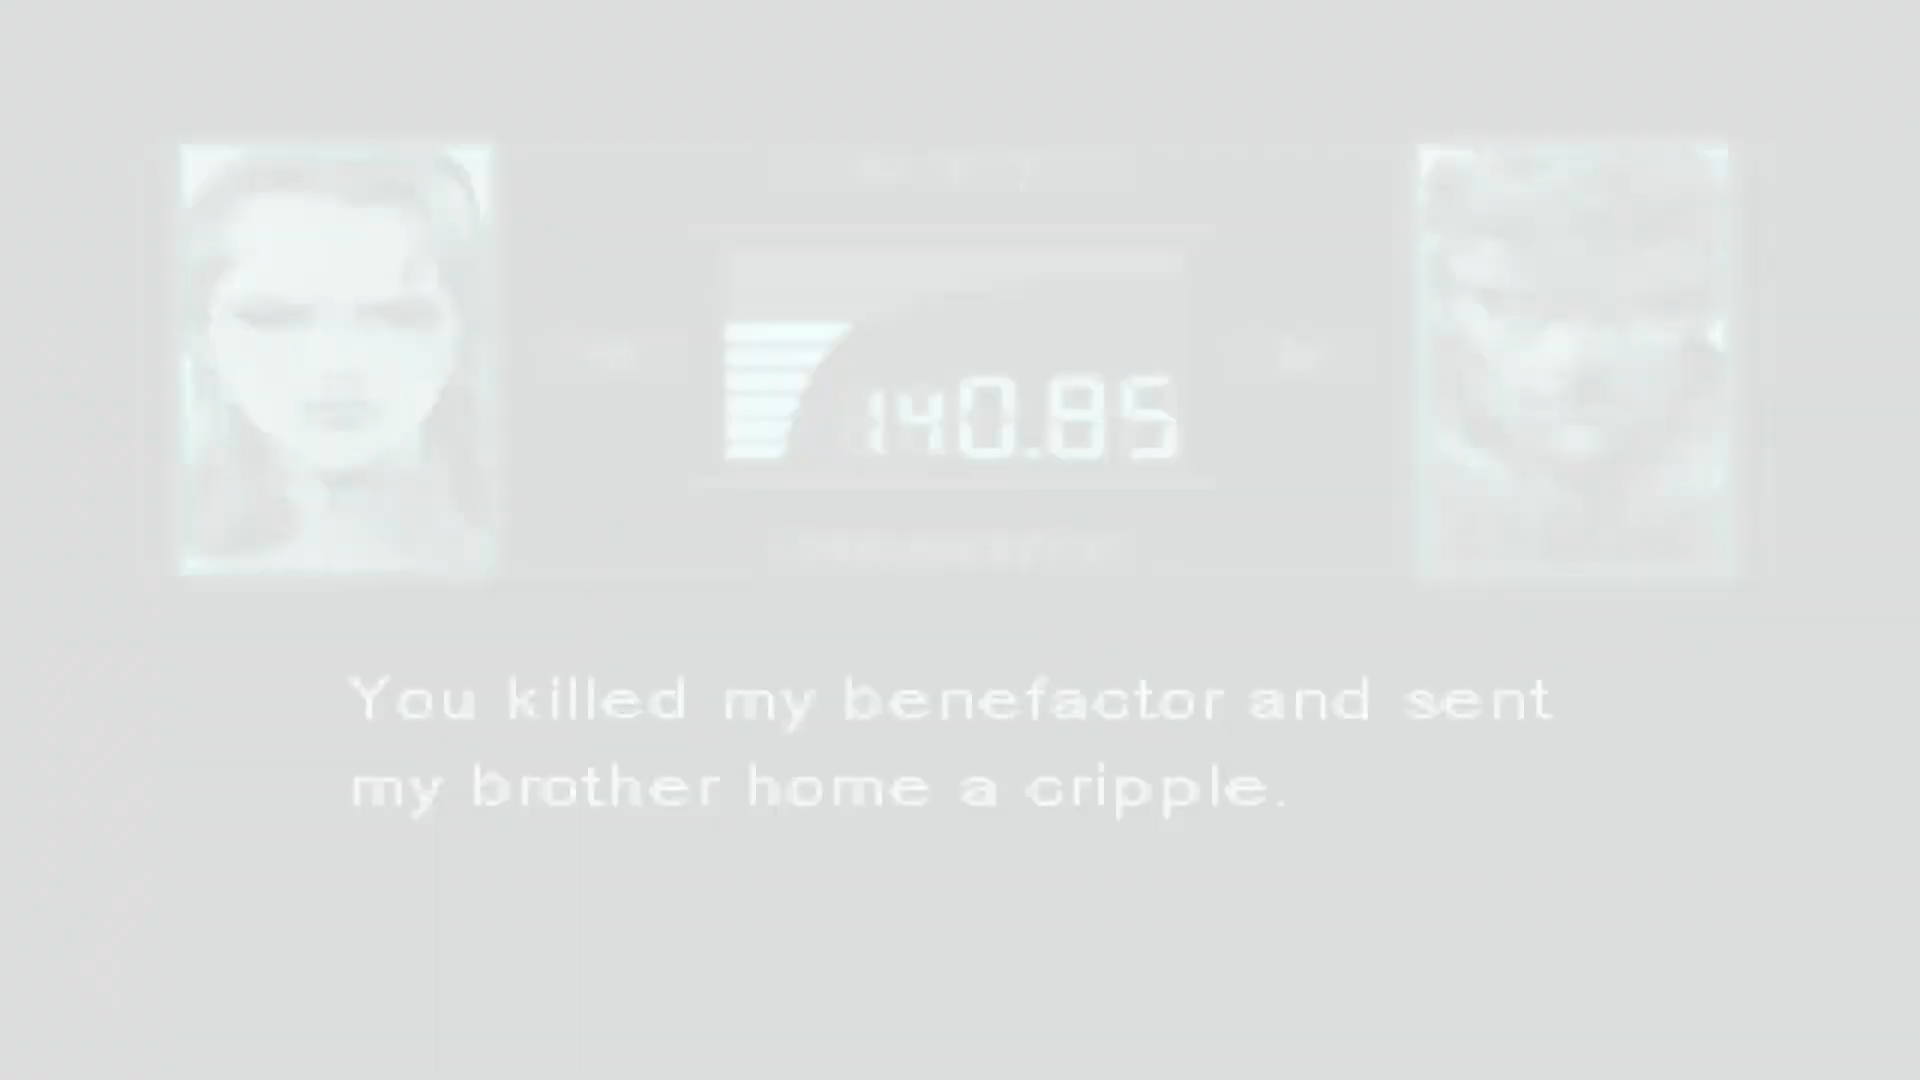 140.85
You killed my benefactor and sent
my brother home a cripple.